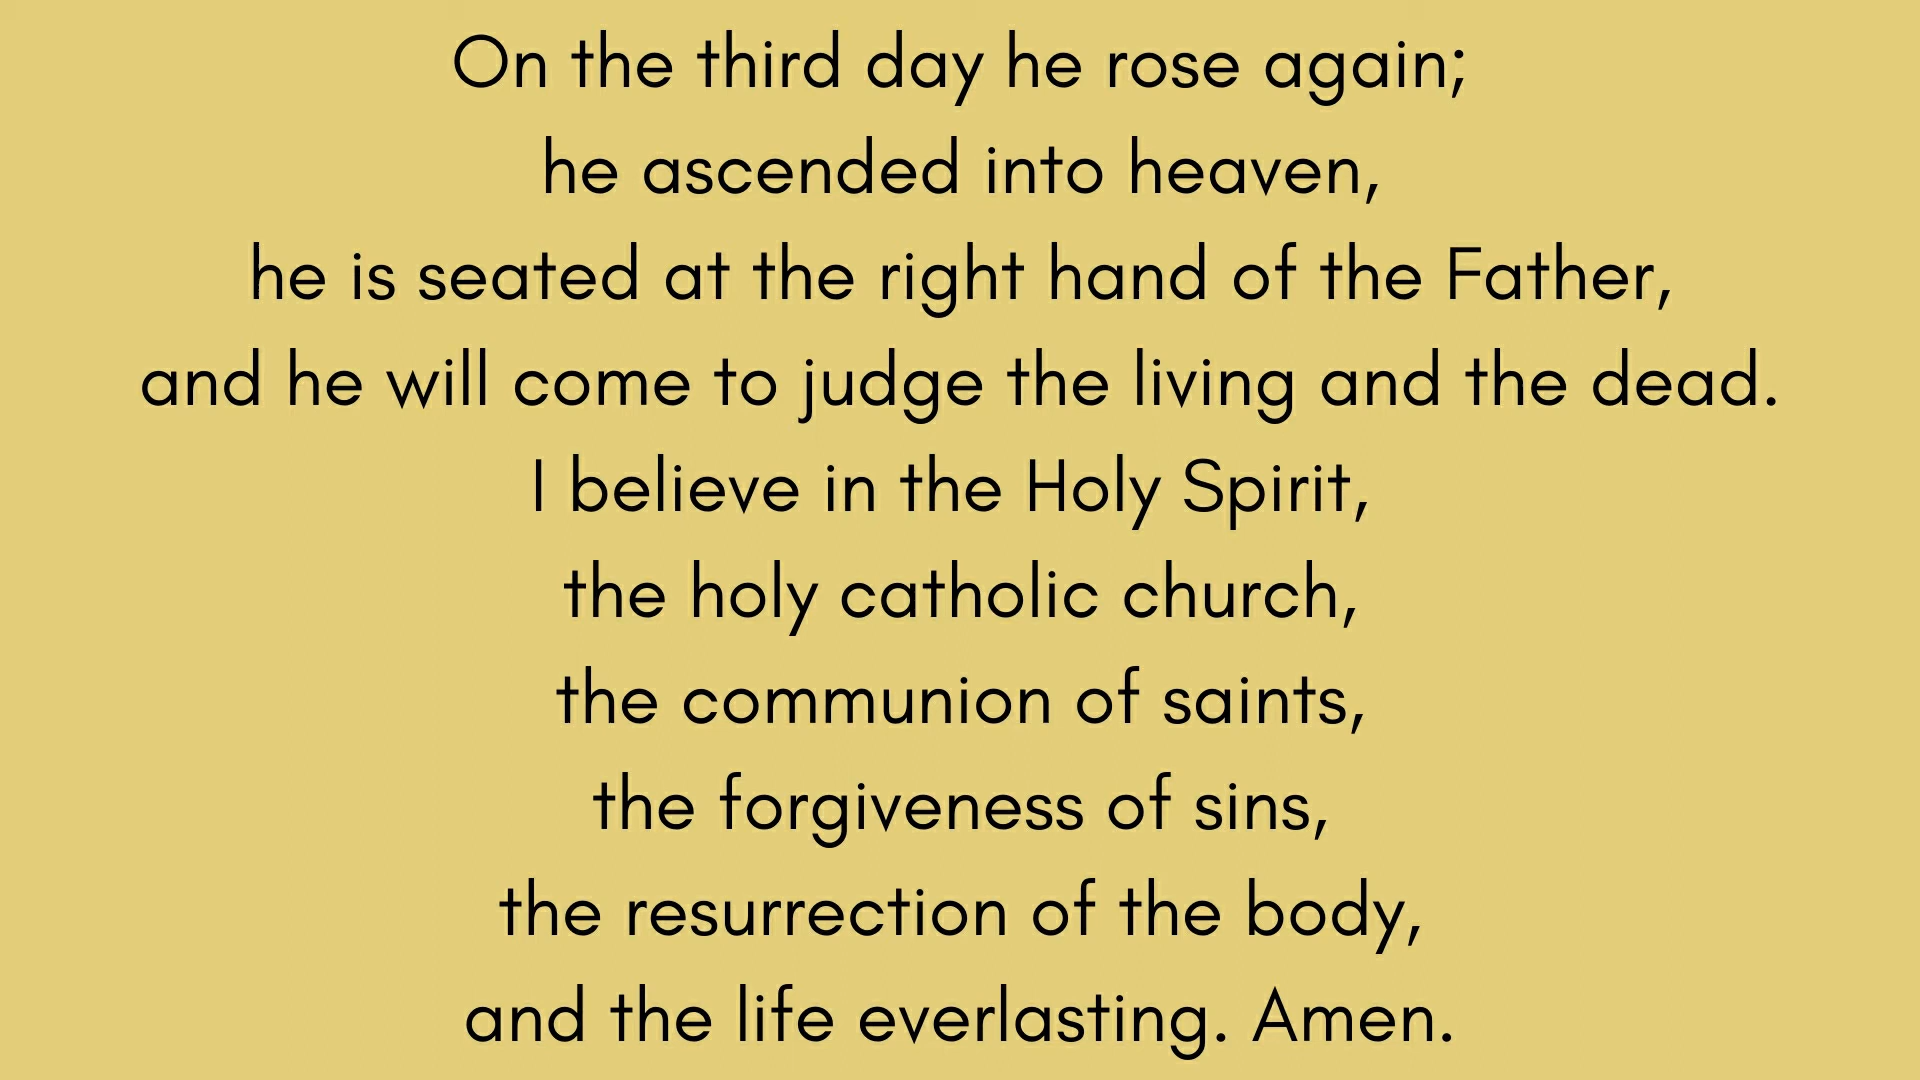 On the third day he rose again;
he ascended into heaven,
he is seated at the right hand of the Father,
and he will come to judge the living and the dead.
I believe in the Holy Spirit,
the holy catholic church,
the communion of saints,
the forgiveness of sins,
the resurrection of the body,
and the life everlasting. Amen.